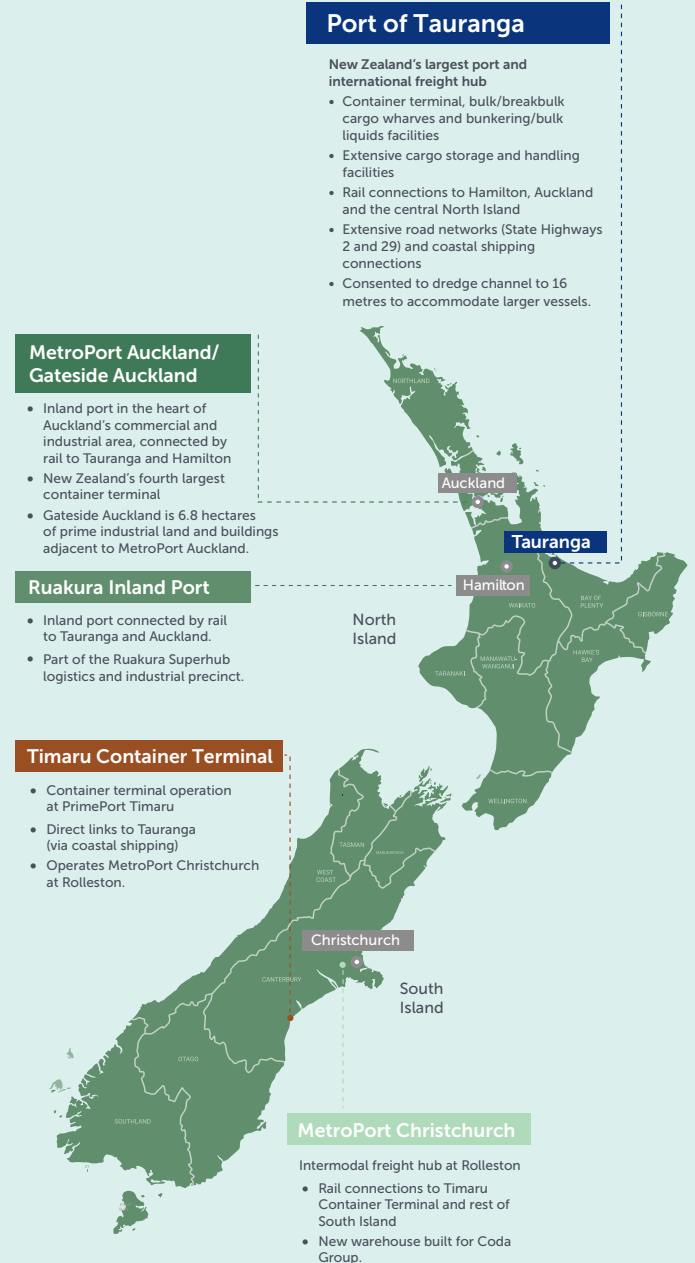 Port of Tauranga
New Zealand's largest port and
international freight hub
• Container terminal, bulk/breakbulk
cargo wharves and bunkering/bulk
liquids facilities
• Extensive cargo storage and handling
facilities
• Rail connections to Hamilton, Auckland
and the central North Island
• Extensive road networks (State Highways
2 and 29) and coastal shipping
connections
• Consented to dredge channel to 16
metres to accommodate larger vessels.
MetroPort Auckland/
Gateside Auckland
• Inland port in the heart of
Auckland's commercial and
industrial area, connected by
rail to Tauranga and Hamilton
• New Zealand's fourth largest
container terminal
• Gateside Auckland is 6.8 hectares
of prime industrial land and buildings
adjacent to MetroPort Auckland.
NORTHLAND
Auckland
Tauranga
Ruakura Inland Port
Hamilton
• Inland port connected by rail
to Tauranga and Auckland.
• Part of the Ruakura Superhub
logistics and industrial precinct.
North
Island
WAIKATO
BAY OF
PLENTY
GISBORNE
HAWKE'S
BAY
MANAWATU-
WANGANUI
TARANAKI
WELLINGTON
Timaru Container Terminal
• Container terminal operation
at PrimePort Timaru
• Direct links to Tauranga
(via coastal shipping)
• Operates MetroPort Christchurch
at Rolleston.
TASMAN
MARLBOROUGH
WEST
COAST
Christchurch
CANTERBURY
South
Island
OTAGO
SOUTHLAND
MetroPort Christchurch
Intermodal freight hub at Rolleston
• Rail connections to Timaru
Container Terminal and rest of
South Island
• New warehouse built for Coda
Group.